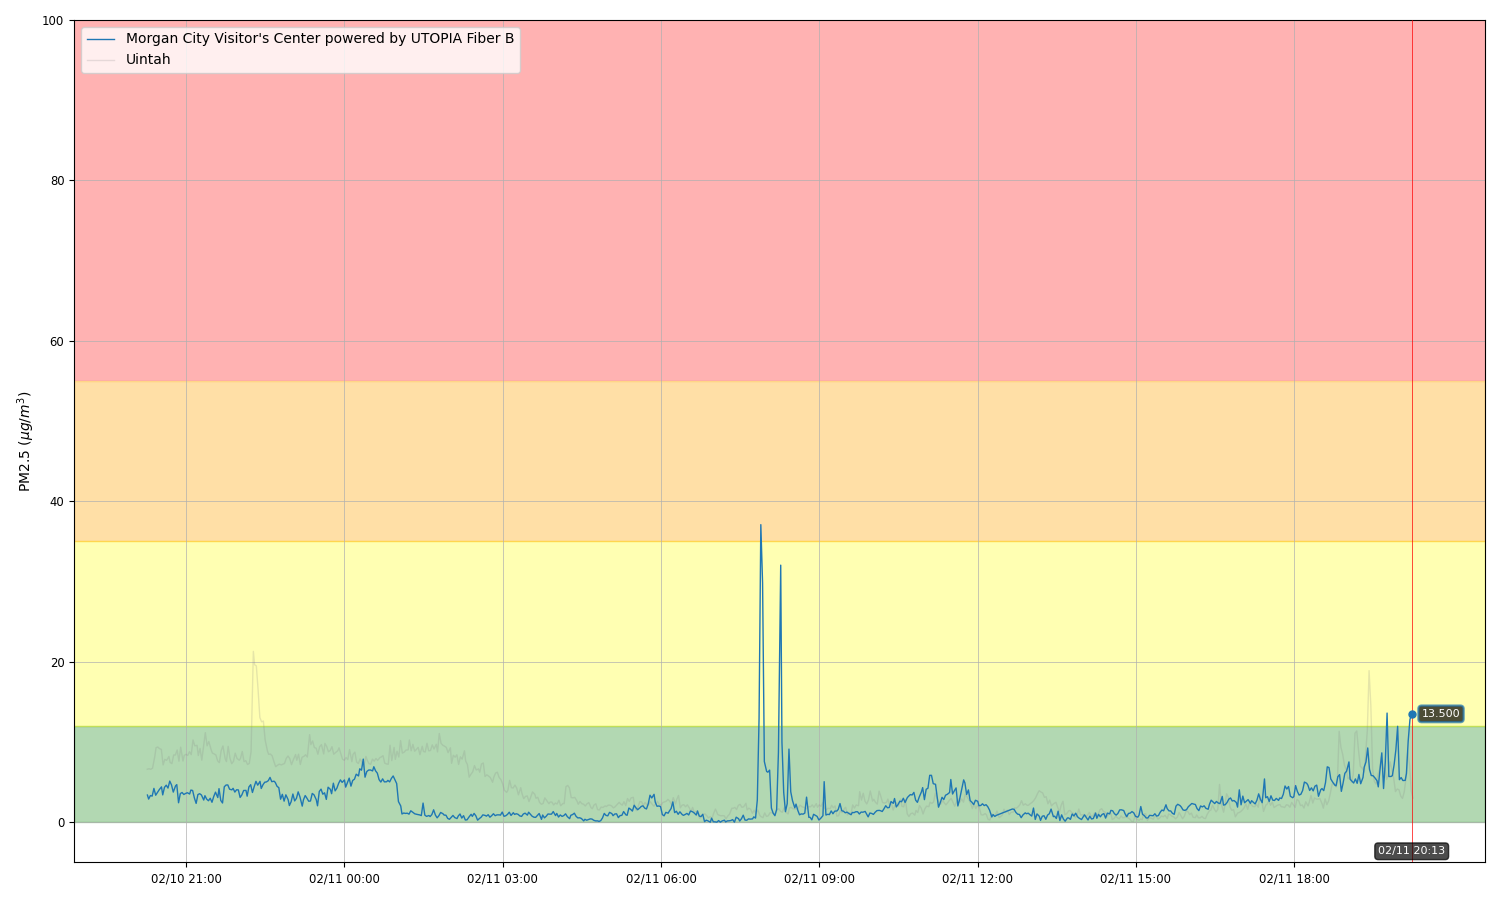 Morgan City Visitor's Center powered by UTOPIA Fiber B
Uintah
100
80
60
40
20
0
PM2.5 (μg/m³)
13.500
02/11 20:13
02/10 21:00 02/11 00:00 02/11 03:00 02/11 06:00 02/11 09:00 02/11 12:00 02/11 15:00 02/11 18:00